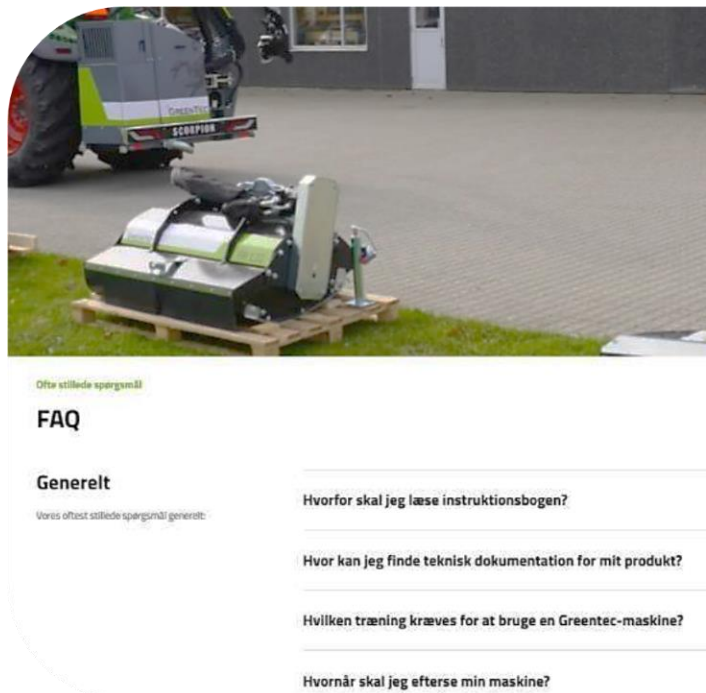 GREENTEC
SCORPION
Ofte stillede spørgsmål
FAQ
Generelt
Vores oftest stillede spørgsmål generelt:
Hvorfor skal jeg læse instruktionsbogen?
Hvor kan jeg finde teknisk dokumentation for mit produkt?
Hvilken træning kræves for at bruge en Greentec-maskine?
Hvornår skal jeg efterse min maskine?